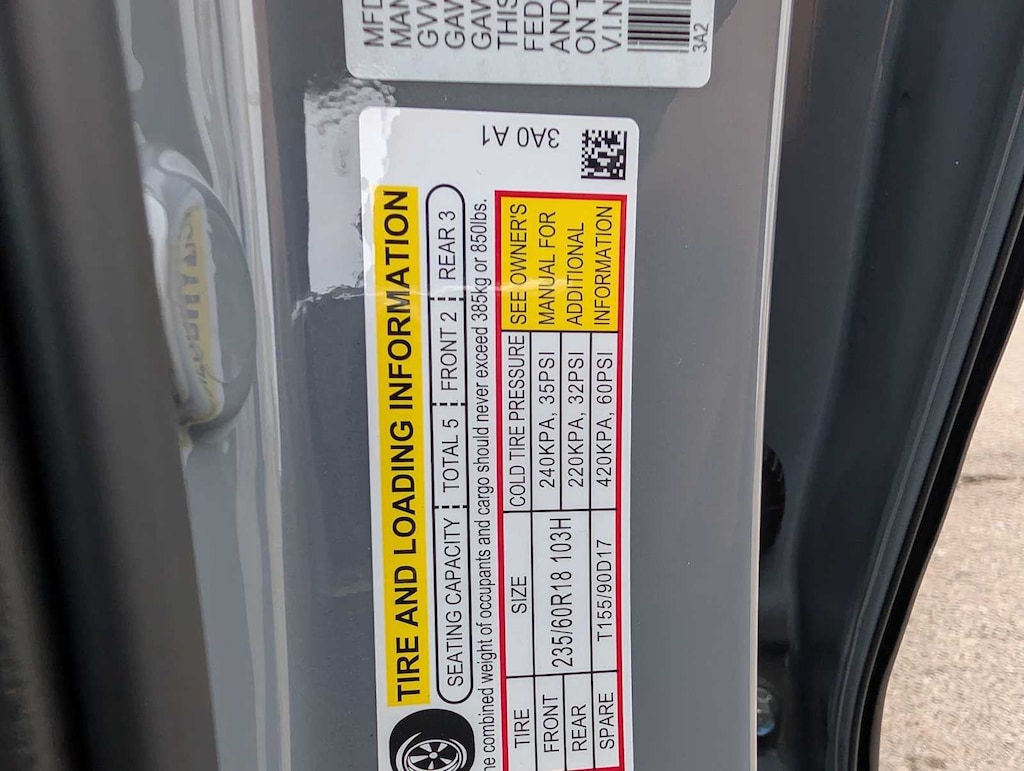 MFD
MAN
GVW
GAW
GAW
THIS
FED
AND
ON T
V.I.N
3A2
3A0 A1
TIRE AND LOADING INFORMATION
SEATING CAPACITY TOTAL 5 FRONT 2 REAR 3
he combined weight of occupants and cargo should never exceed 385kg or 850lbs.
TIRE SIZE COLD TIRE PRESSURE SEE OWNER'S
FRONT 235/60R18 103H 240KPA, 35PSI MANUAL FOR
REAR 220KPA, 32PSI ADDITIONAL
SPARE T155/90D17 420KPA, 60PSI INFORMATION